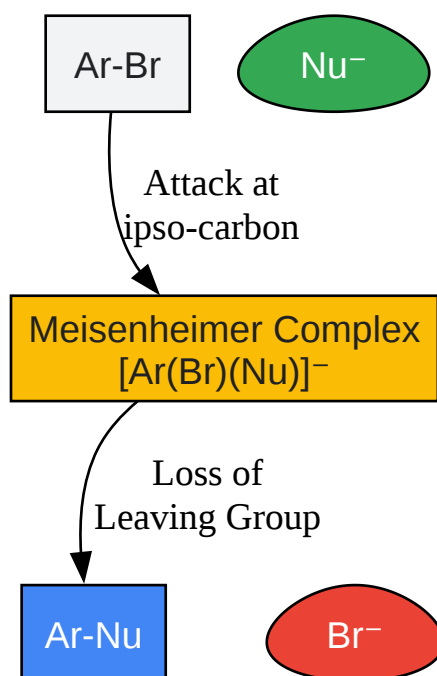 Ar-Br
Nu⁻
Attack at
ipso-carbon
Meisenheimer Complex
[Ar(Br)(Nu)]⁻
Loss of
Leaving Group
Ar-Nu
Br⁻